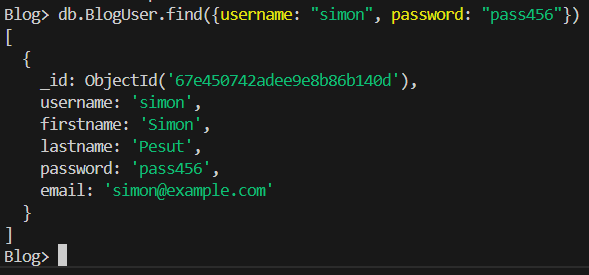 Blog> db.BlogUser.find({username: "simon", password: "pass456"})
[
  {
    _id: ObjectId('67e450742adee9e8b86b140d'),
    username: 'simon',
    firstname: 'Simon',
    lastname: 'Pesut',
    password: 'pass456',
    email: 'simon@example.com'
  }
]
Blog>